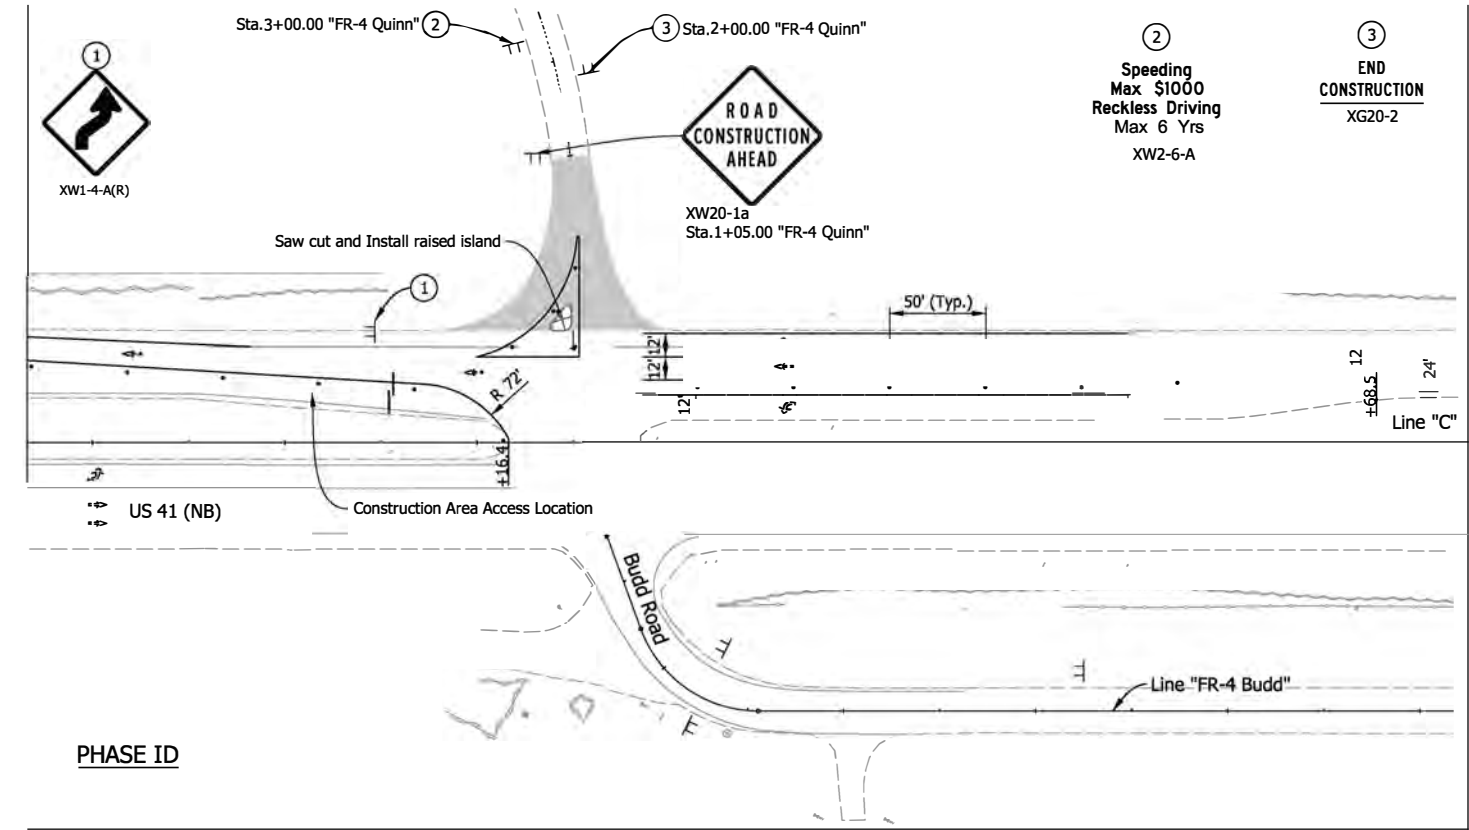 Sta.3+00.00 "FR-4 Quinn" 2
3 Sta.2+00.00 "FR-4 Quinn"
1
XW1-4-A(R)
ROAD
CONSTRUCTION
AHEAD
XW20-1a
Sta.1+05.00 "FR-4 Quinn"
2
Speeding
Max $1000
Reckless Driving
Max 6 Yrs
XW2-6-A
3
END
CONSTRUCTION
XG20-2
Saw cut and Install raised island
1
50' (Typ.)
12'
12'
12'
R 72'
12
24'
+68.5
Line "C"
+16.4
US 41 (NB)
Construction Area Access Location
Budd Road
Line "FR-4 Budd"
PHASE ID